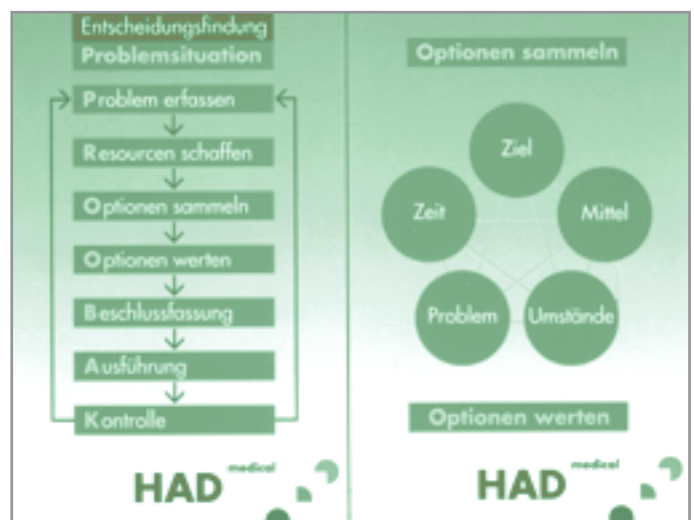 Entscheidungsfindung
Problemsituation
Problem erfassen
Resourcen schaffen
Optionen sammeln
Optionen werten
Beschlussfassung
Ausführung
Kontrolle
HAD medical
Optionen sammeln
Ziel
Zeit
Mittel
Problem
Umstände
Optionen werten
HAD medical